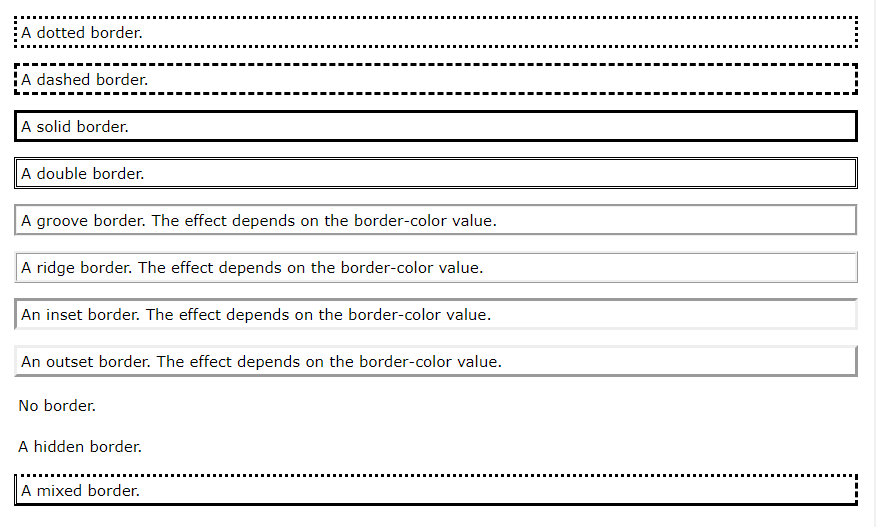 A dotted border.
A dashed border.
A solid border.
A double border.
A groove border. The effect depends on the border-color value.
A ridge border. The effect depends on the border-color value.
An inset border. The effect depends on the border-color value.
An outset border. The effect depends on the border-color value.
No border.
A hidden border.
A mixed border.